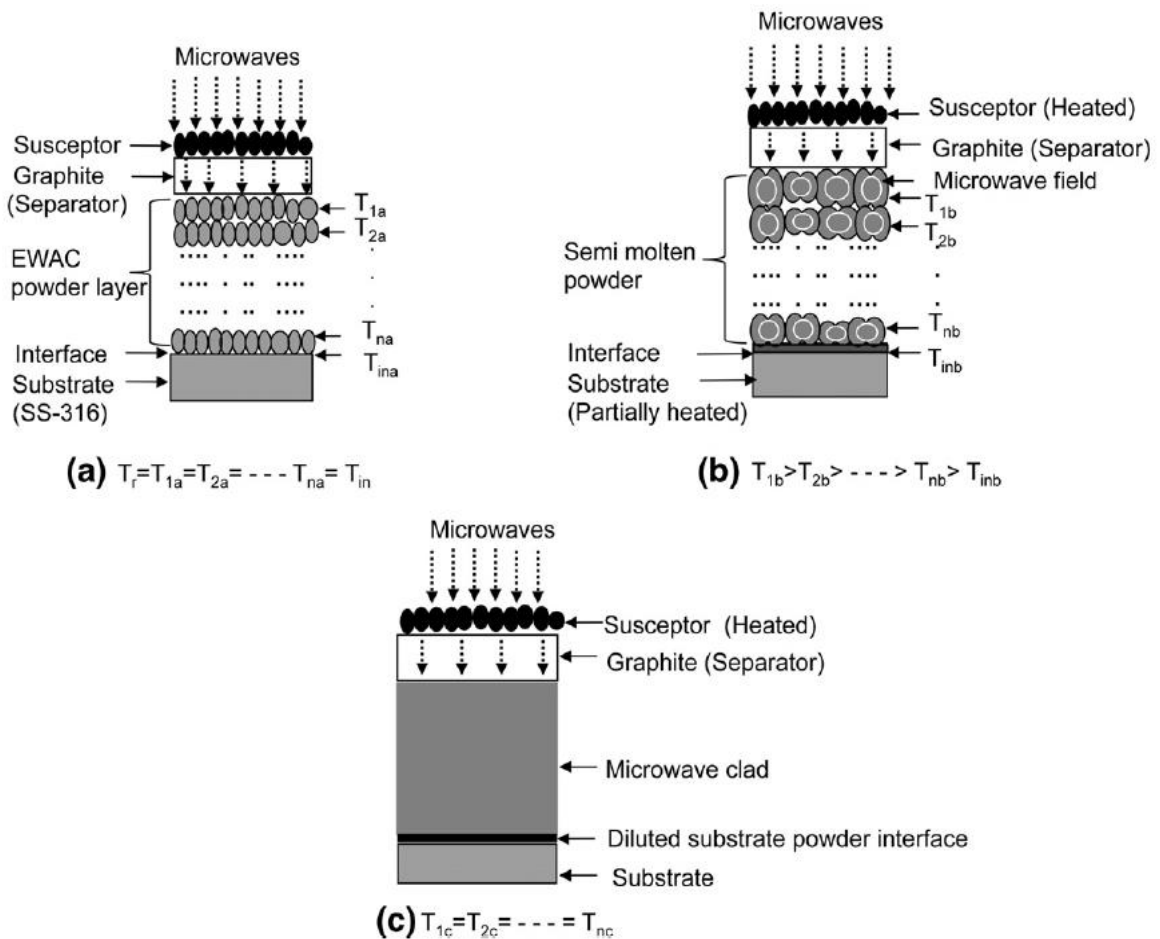 Microwaves
Susceptor
Graphite
(Separator)
T1a
T2a
EWAC
powder layer
Tna
Interface
Tina
Substrate
(SS-316)
(a) Tr=T1a=T2a= - - - - Tna= Tin
Microwaves
Susceptor (Heated)
Graphite (Separator)
Microwave field
T1b
T2b
Semi molten
powder
Tnb
Interface
Tinb
Substrate
(Partially heated)
(b) T1b>T2b> - - - - > Tnb> Tinb
Microwaves
Susceptor (Heated)
Graphite (Separator)
Microwave clad
Diluted substrate powder interface
Substrate
(c) T1c=T2c= - - - - = Tnc